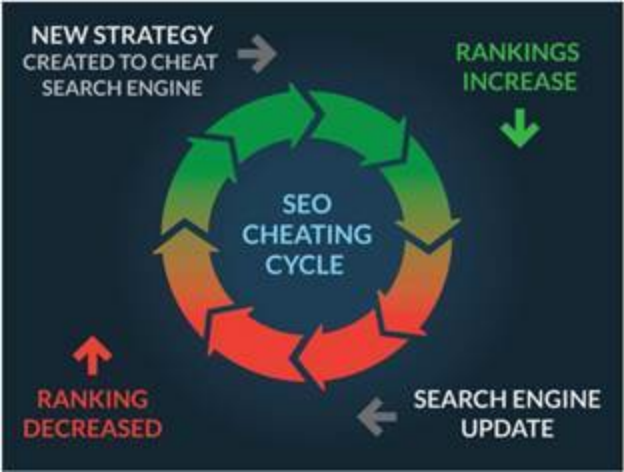 NEW STRATEGY
CREATED TO CHEAT
SEARCH ENGINE
RANKINGS
INCREASE
SEO
CHEATING
CYCLE
RANKING
DECREASED
SEARCH ENGINE
UPDATE